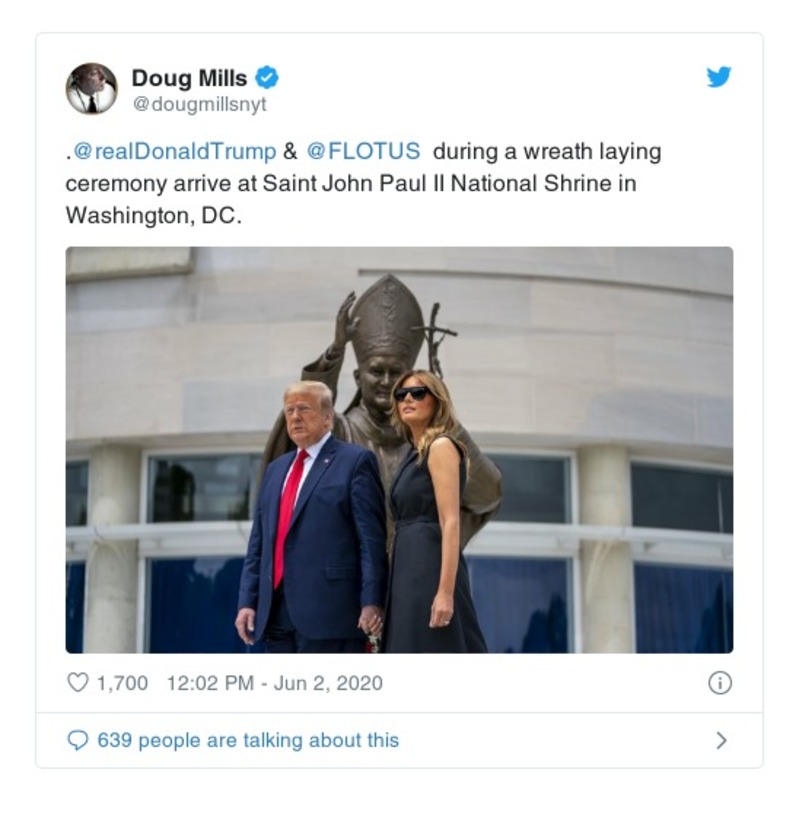 Doug Mills
@dougmillsnyt
.@realDonaldTrump & @FLOTUS during a wreath laying
ceremony arrive at Saint John Paul II National Shrine in
Washington, DC.
1,700 12:02 PM - Jun 2, 2020
639 people are talking about this